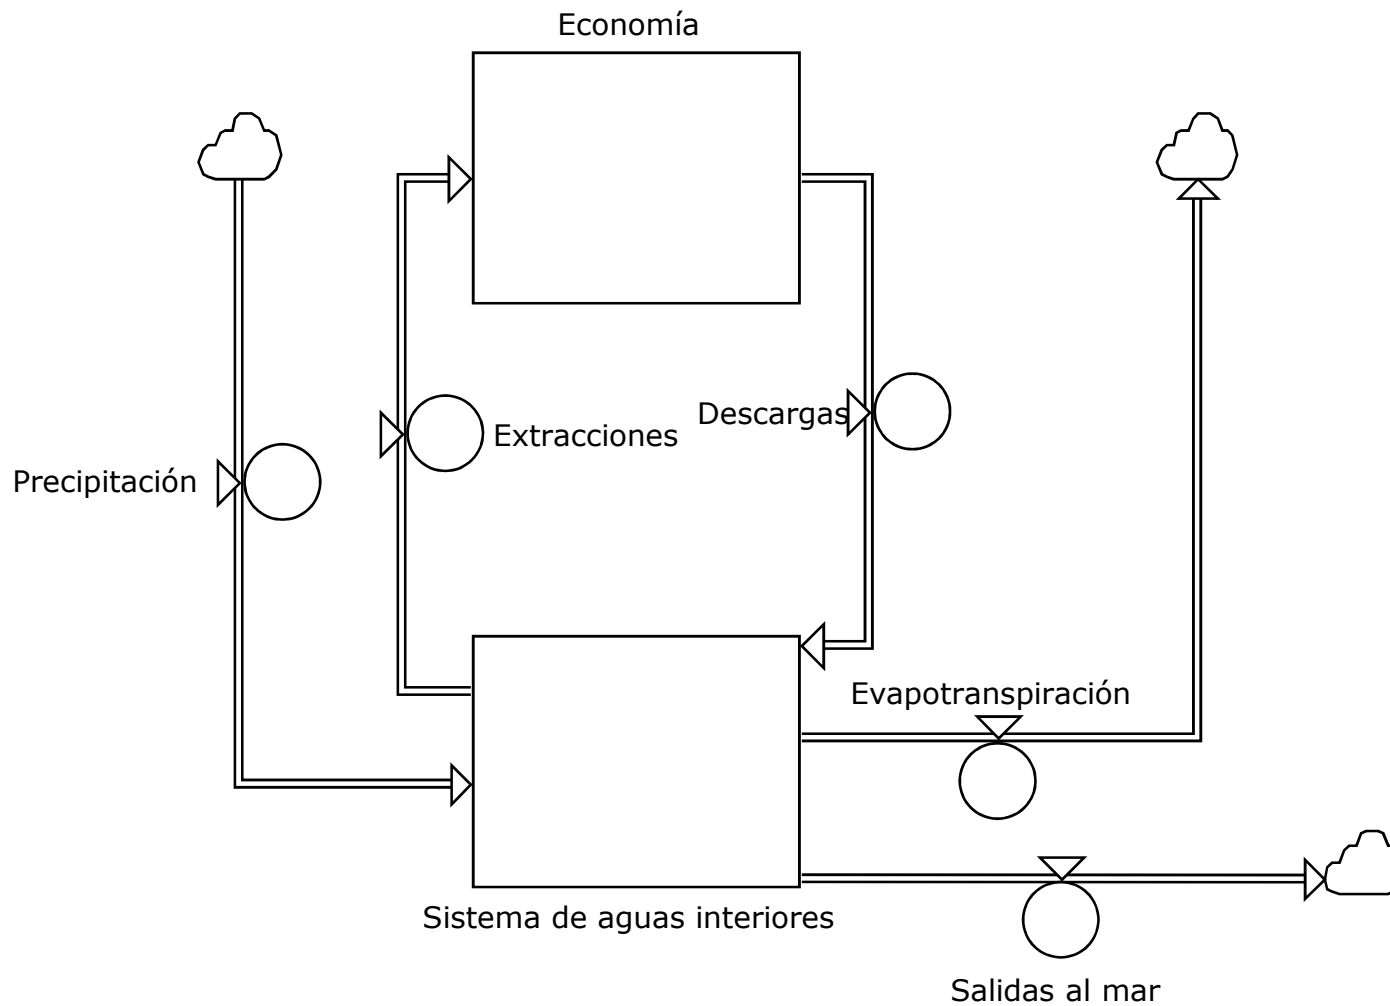 Economía
Descargas
Extracciones
Precipitación
Evapotranspiración
Sistema de aguas interiores
Salidas al mar